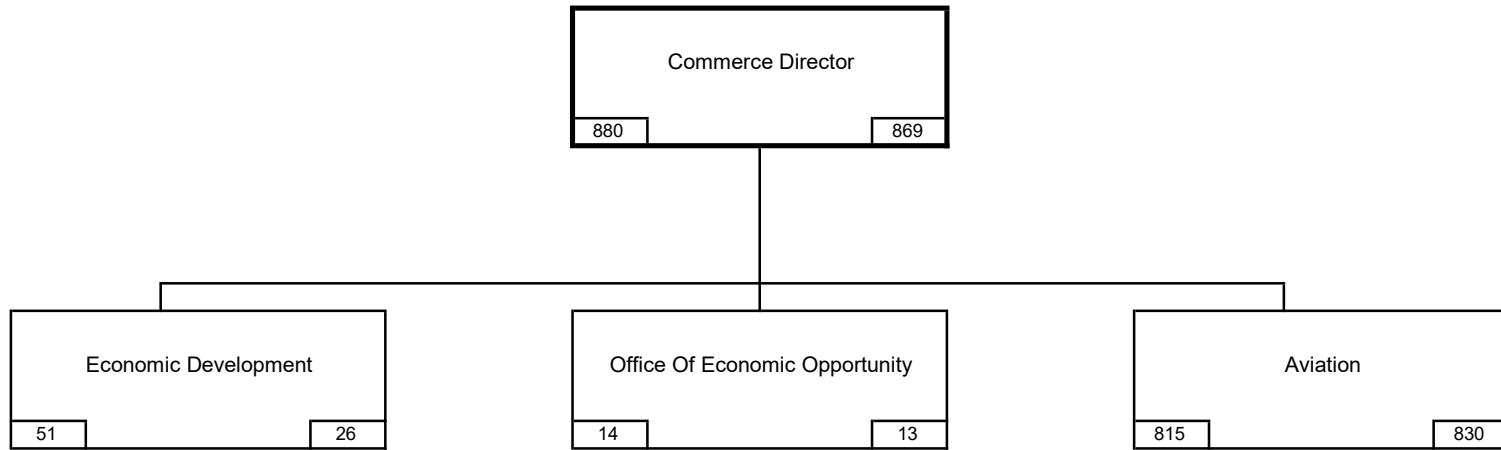 Commerce Director
880 869
Economic Development
51 26
Office Of Economic Opportunity
14 13
Aviation
815 830